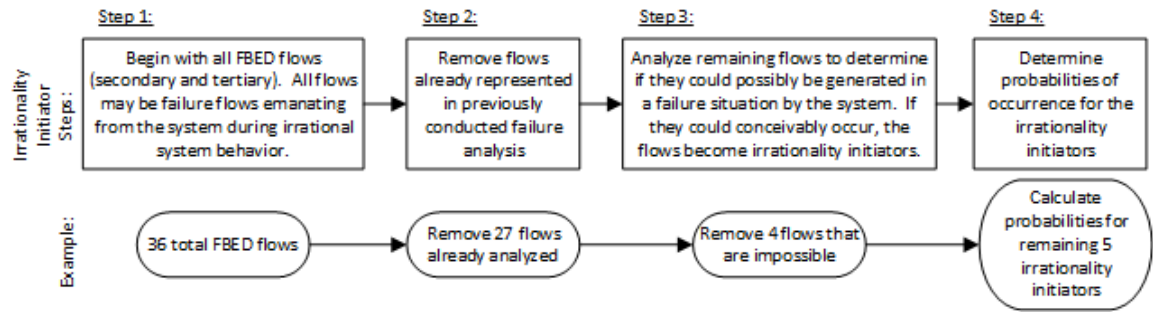 Step 1:
Step 2:
Step 3:
Step 4:
Irrationality
Initiator
Steps:
Begin with all FBED flows
(secondary and tertiary). All flows
may be failure flows emanating
from the system during irrational
system behavior.
Remove flows
already represented
in previously
conducted failure
analysis
Analyze remaining flows to determine
if they could possibly be generated in
a failure situation by the system. If
they could conceivably occur, the
flows become irrationality initiators.
Determine
probabilities of
occurrence for the
irrationality
initiators
Example:
36 total FBED flows
Remove 27 flows
already analyzed
Remove 4 flows that
are impossible
Calculate
probabilities for
remaining 5
irrationality
initiators